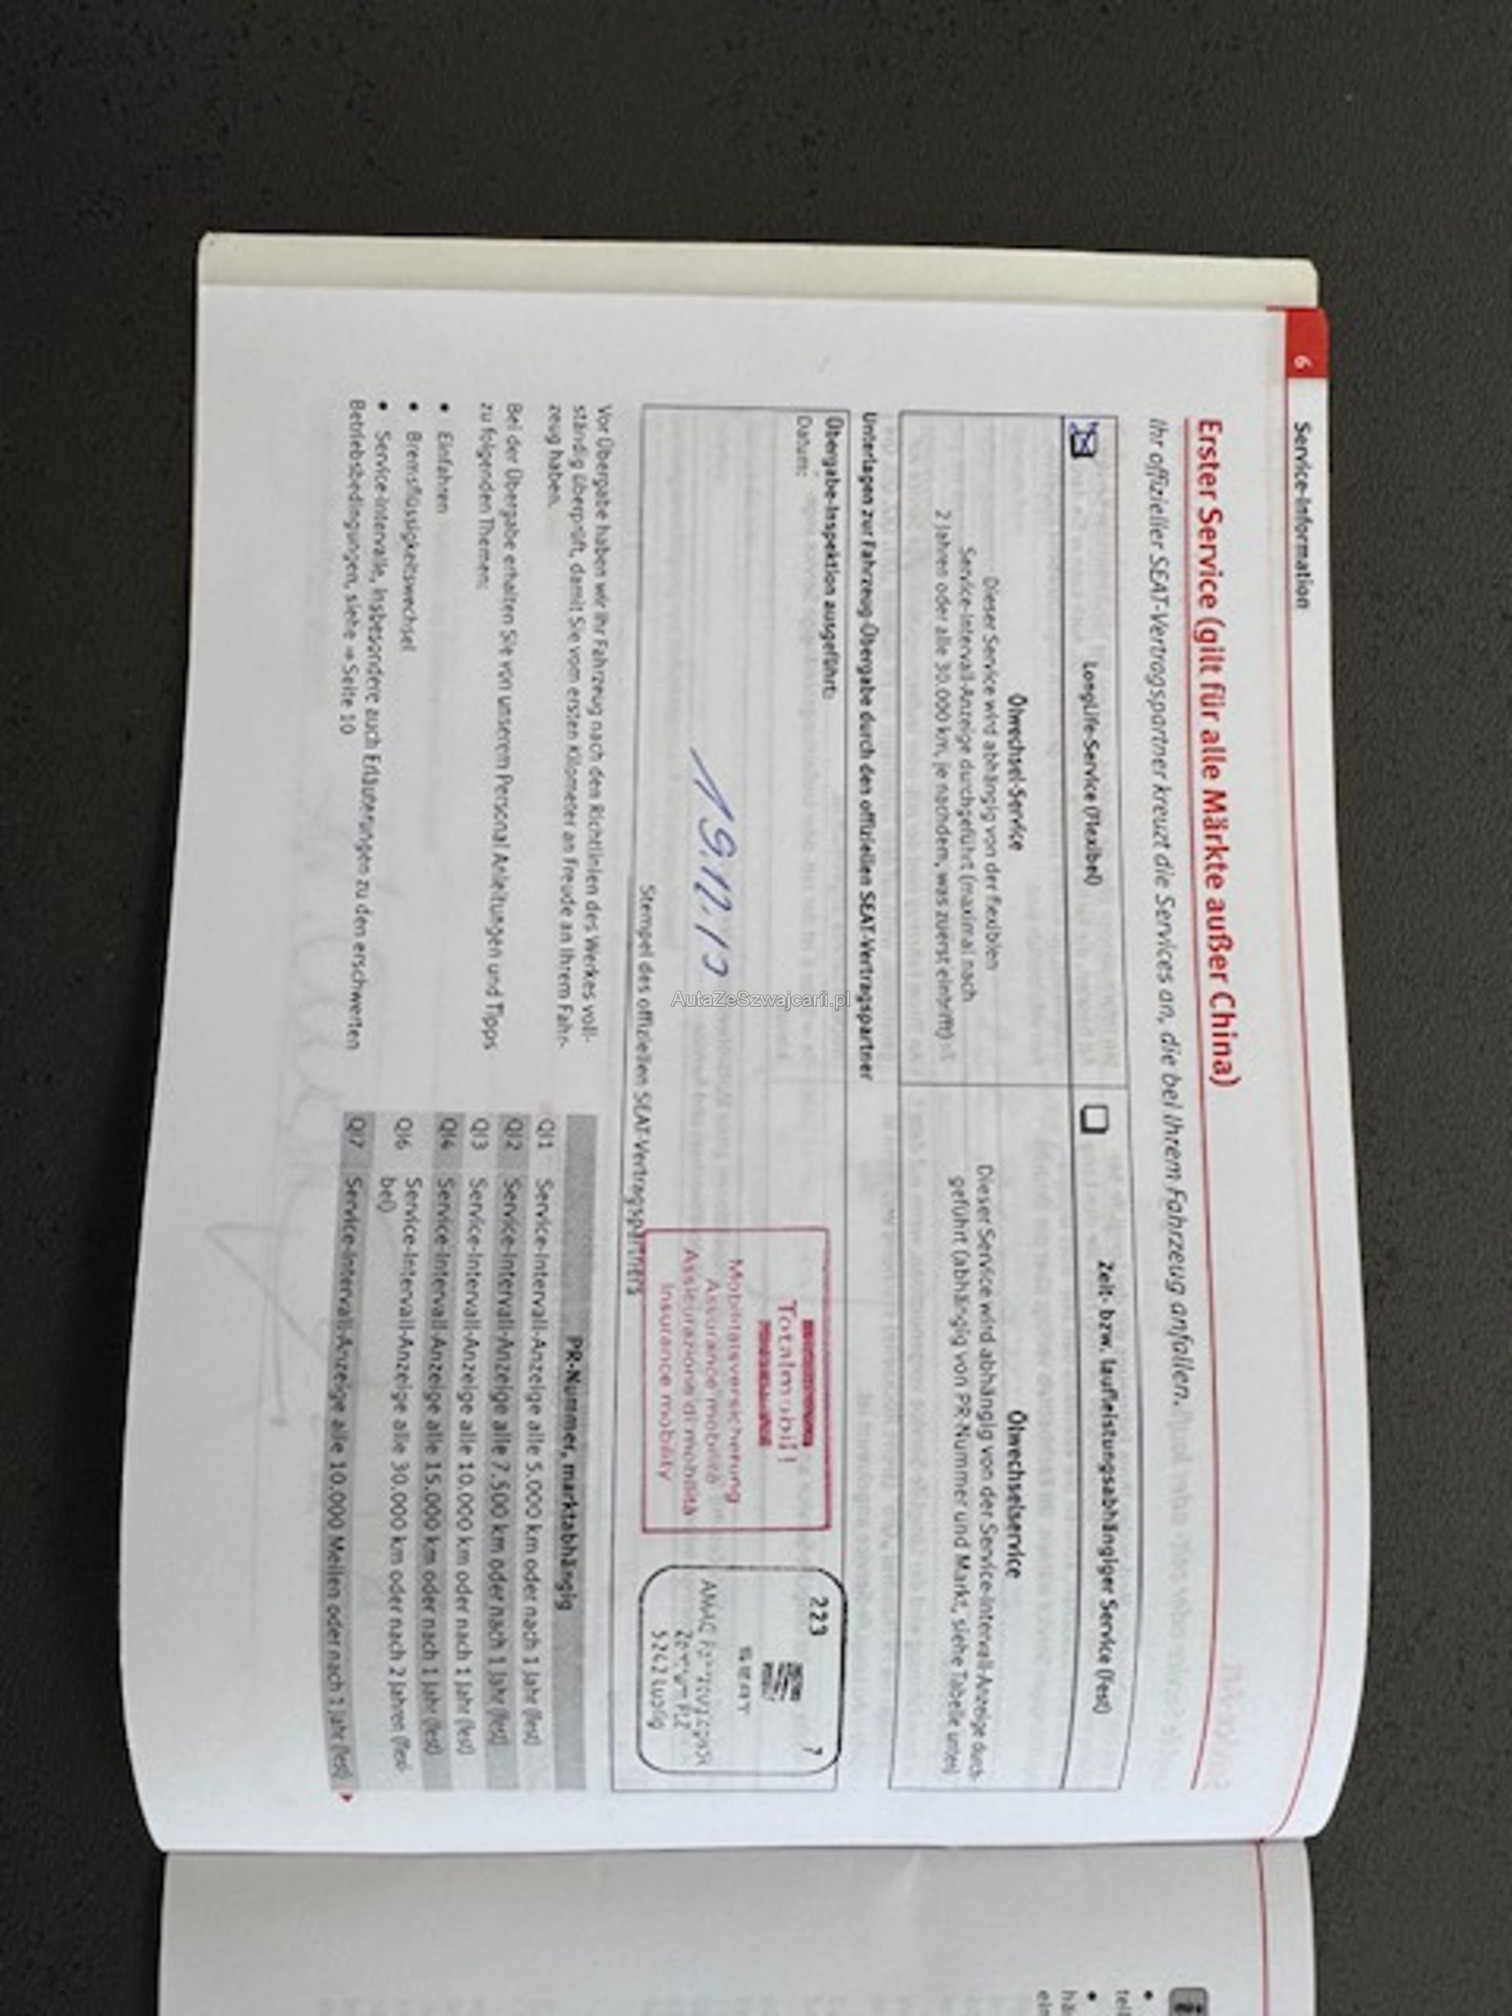 6
Service-Information
Erster Service (gilt für alle Märkte außer China)
Ihr offizieller SEAT-Vertragspartner kreuzt die Services an, die bei Ihrem Fahrzeug anfallen.
LongLife-Service (Flexibel)
Zeit- bzw. laufleistungsabhängiger Service (Fest)
Ölwechsel-Service
Dieser Service wird abhängig von der flexiblen
Service-Intervall-Anzeige durchgeführt (maximal nach
2 Jahren oder alle 30.000 km, je nachdem, was zuerst eintrifft)
Ölwechselservice
Dieser Service wird abhängig von der Service-Intervall-Anzeige durch-
geführt (abhängig von PR-Nummer und Markt, siehe Tabelle unten)
Unterlagen zur Fahrzeug-Übergabe durch den offiziellen SEAT-Vertragspartner
Übergabe-Inspektion ausgeführt:
Datum:
19.12.
Totalmobil!
Mobilitätsversicherung
Assurance mobilité
Assicurazione di mobilità
Insurance mobility
223
7
AMAG
5242 Lupfig
Stempel des offiziellen SEAT-Vertragspartners
Vor Übergabe haben wir Ihr Fahrzeug nach den Richtlinien des Werkes voll-
ständig überprüft, damit Sie vom ersten Kilometer an Freude an Ihrem Fahr-
zeug haben.
Bei der Übergabe erhalten Sie von unserem Personal Anleitungen und Tipps
zu folgenden Themen:
• Einfahren
• Bremsflüssigkeitswechsel
• Service-Intervalle, insbesondere auch Erläuterungen zu den erschwerten
Betriebsbedingungen, siehe ⇒ Seite 10
PR-Nummer, marktabhängig
QI1 Service-Intervall-Anzeige alle 5.000 km oder nach 1 Jahr (fest)
QI2 Service-Intervall-Anzeige alle 7.500 km oder nach 1 Jahr (fest)
QI3 Service-Intervall-Anzeige alle 10.000 km oder nach 1 Jahr (fest)
QI4 Service-Intervall-Anzeige alle 15.000 km oder nach 1 Jahr (fest)
QI6 Service-Intervall-Anzeige alle 30.000 km oder nach 2 Jahren (flexi-
bel)
QI7 Service-Intervall-Anzeige alle 10.000 Meilen oder nach 1 Jahr (fest)
AutaZeSzwajcarii.pl